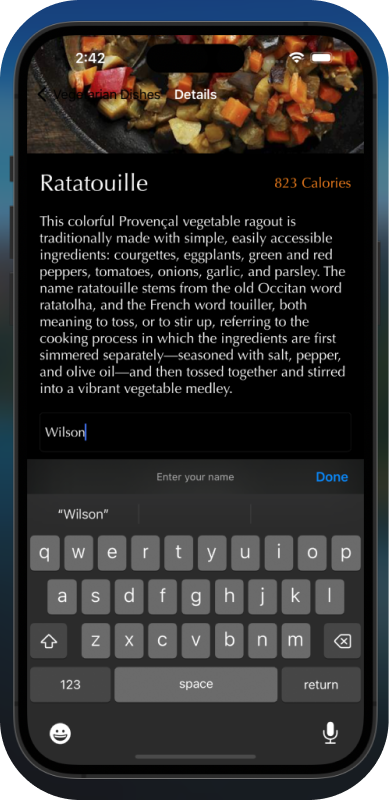 2:42
Vegetarian Dishes
Details
Ratatouille
823 Calories
This colorful Provençal vegetable ragout is
traditionally made with simple, easily accessible
ingredients: courgettes, eggplants, green and red
peppers, tomatoes, onions, garlic, and parsley. The
name ratatouille stems from the old Occitan word
ratatolha, and the French word touiller, both
meaning to toss, or to stir up, referring to the
cooking process in which the ingredients are first
simmered separately—seasoned with salt, pepper,
and olive oil—and then tossed together and stirred
into a vibrant vegetable medley.
Wilson
Enter your name
Done
“Wilson”
q w e r t y u i o p
a s d f g h j k l
z x c v b n m
123
space
return